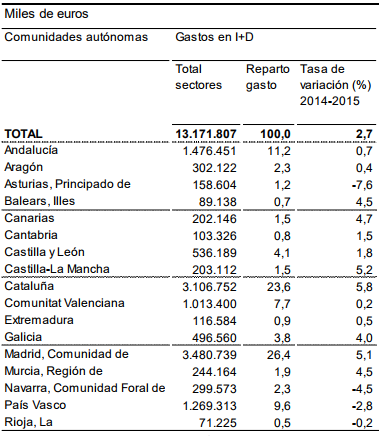 Miles de euros
Comunidades autónomas Gastos en I+D
Total Reparto Tasa de
sectores gasto variación (%)
2014-2015
TOTAL 13.171.807 100,0 2,7
Andalucía 1.476.451 11,2 0,7
Aragón 302.122 2,3 0,4
Asturias, Principado de 158.604 1,2 -7,6
Balears, Illes 89.138 0,7 4,5
Canarias 202.146 1,5 4,7
Cantabria 103.326 0,8 1,5
Castilla y León 536.189 4,1 1,8
Castilla-La Mancha 203.112 1,5 5,2
Cataluña 3.106.752 23,6 5,8
Comunitat Valenciana 1.013.400 7,7 0,2
Extremadura 116.584 0,9 0,5
Galicia 496.560 3,8 4,0
Madrid, Comunidad de 3.480.739 26,4 5,1
Murcia, Región de 244.164 1,9 4,5
Navarra, Comunidad Foral de 299.573 2,3 -4,5
País Vasco 1.269.313 9,6 -2,8
Rioja, La 71.225 0,5 -0,2